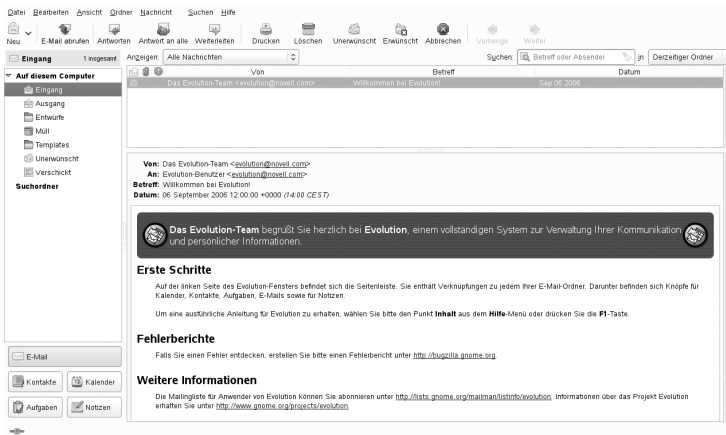 Datei Bearbeiten Ansicht Ordner Nachricht Suchen Hilfe
Neu E-Mail abrufen Antworten Antwort an alle Weiterleiten Drucken Löschen Unerwünscht Erwünscht Abbrechen Vorherige Weiter
Eingang 1 insgesamt
Anzeigen: Alle Nachrichten Suchen: Betreff oder Absender in Derzeitiger Ordner
Auf diesem Computer
Eingang
Ausgang
Entwürfe
Müll
Templates
Unerwünscht
Verschickt
Suchordner
Von Betreff Datum
Das Evolution-Team <evolution@novell.com> Willkommen bei Evolution! Sep 06 2006
Von: Das Evolution-Team <evolution@novell.com>
An: Evolution-Benutzer <evolution@novell.com>
Betreff: Willkommen bei Evolution!
Datum: 06 September 2006 12:00:00 +0000 (14:00 CEST)
Das Evolution-Team begrüßt Sie herzlich bei Evolution, einem vollständigen System zur Verwaltung Ihrer Kommunikation
und persönlicher Informationen.
Erste Schritte
Auf der linken Seite des Evolution-Fensters befindet sich die Seitenleiste. Sie enthält Verknüpfungen zu jedem Ihrer E-Mail-Ordner. Darunter befinden sich Knöpfe für
Kalender, Kontakte, Aufgaben, E-Mails sowie für Notizen.
Um eine ausführliche Anleitung für Evolution zu erhalten, wählen Sie bitte den Punkt Inhalt aus dem Hilfe-Menü oder drücken Sie die F1-Taste.
Fehlerberichte
Falls Sie einen Fehler entdecken, erstellen Sie bitte einen Fehlerbericht unter http://bugzilla.gnome.org.
Weitere Informationen
Die Mailingliste für Anwender von Evolution können Sie abonnieren unter http://lists.gnome.org/mailman/listinfo/evolution, Informationen über das Projekt Evolution
erhalten Sie unter http://www.gnome.org/projects/evolution.
E-Mail
Kontakte Kalender
Aufgaben Notizen